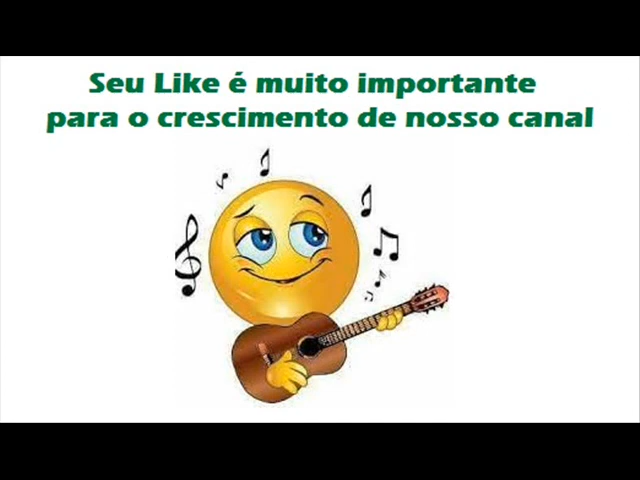 Seu Like é muito importante
para o crescimento de nosso canal